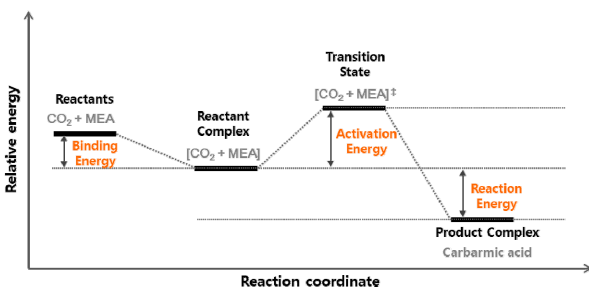 Relative energy
Reactants
CO₂ + MEA
Binding
Energy
Reactant
Complex
[CO₂ + MEA]
Transition
State
[CO₂ + MEA]‡
Activation
Energy
Reaction
Energy
Product Complex
Carbarmic acid
Reaction coordinate